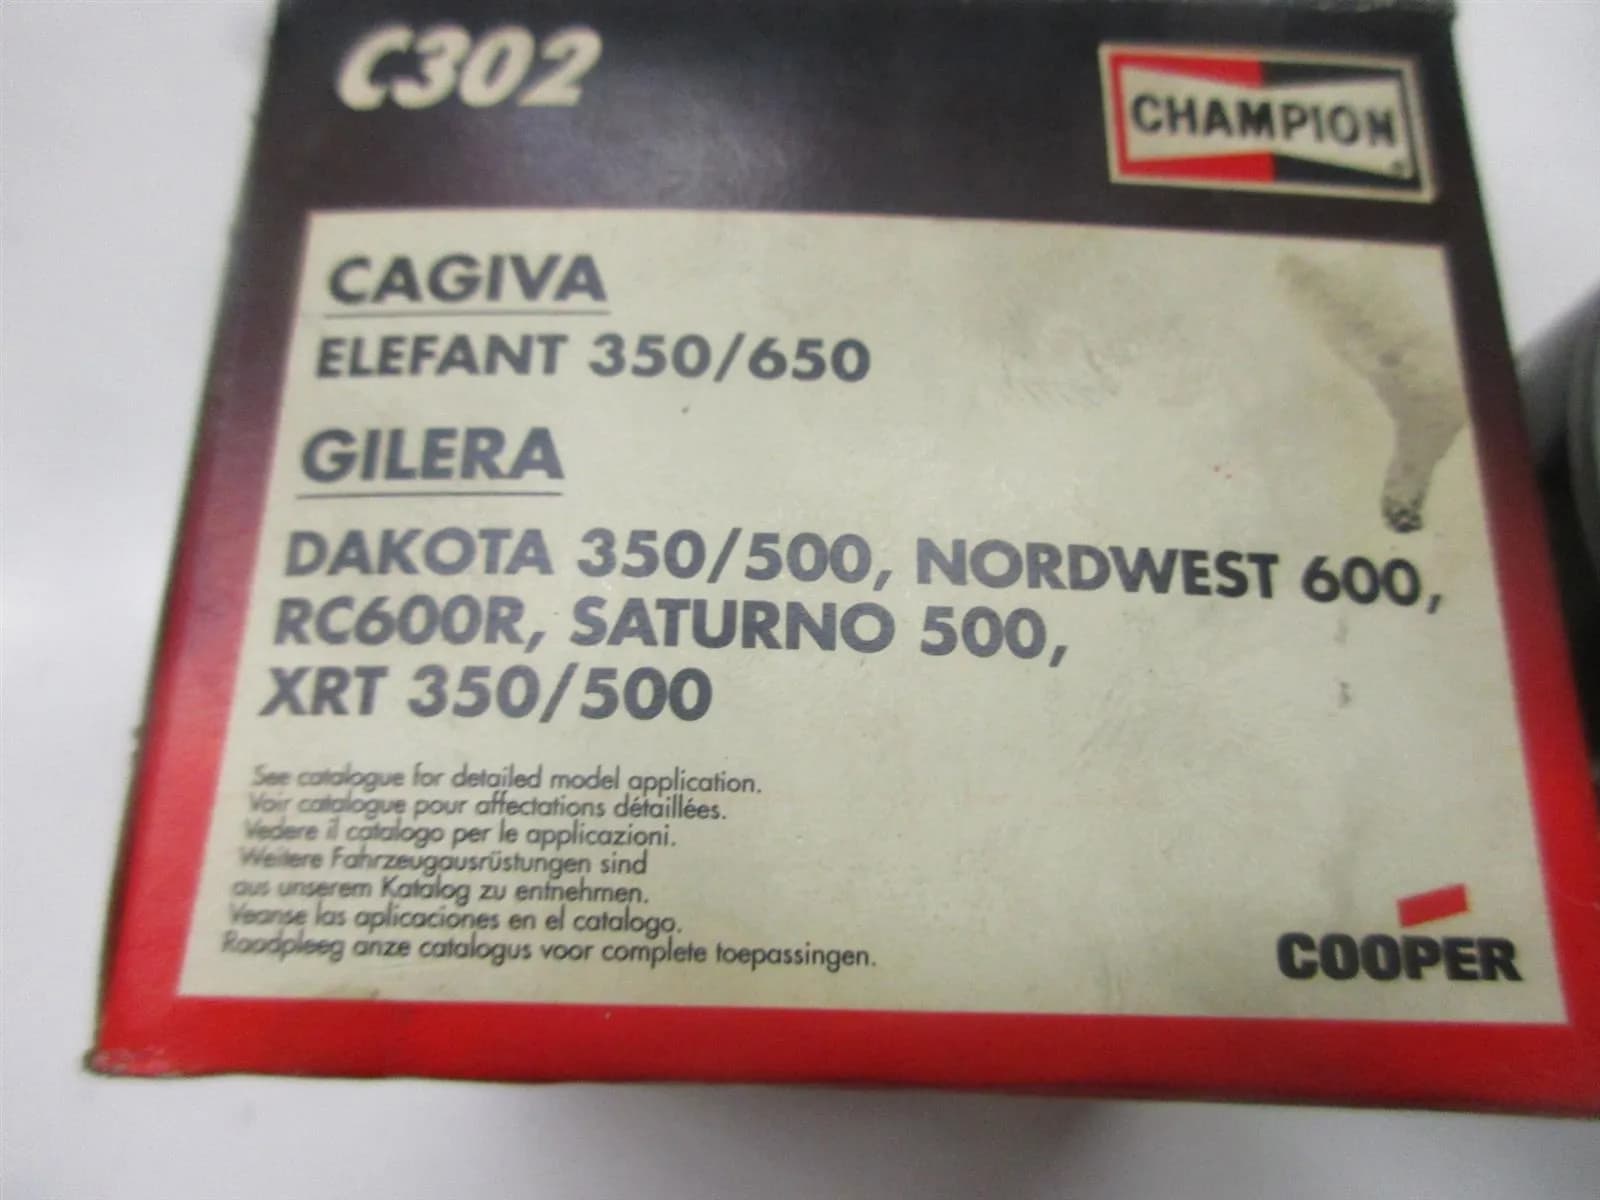 C302
CHAMPION
CAGIVA
ELEFANT 350/650
GILERA
DAKOTA 350/500, NORDWEST 600,
RC600R, SATURNO 500,
XRT 350/500
See catalogue for detailed model application.
Voir catalogue pour affectations détaillées.
Vedere il catalogo per le applicazioni.
Weitere Fahrzeugausrüstungen sind
aus unserem Katalog zu entnehmen.
Veanse las aplicaciones en el catalogo.
Raadpleeg anze catalogus voor complete toepassingen.
COOPER